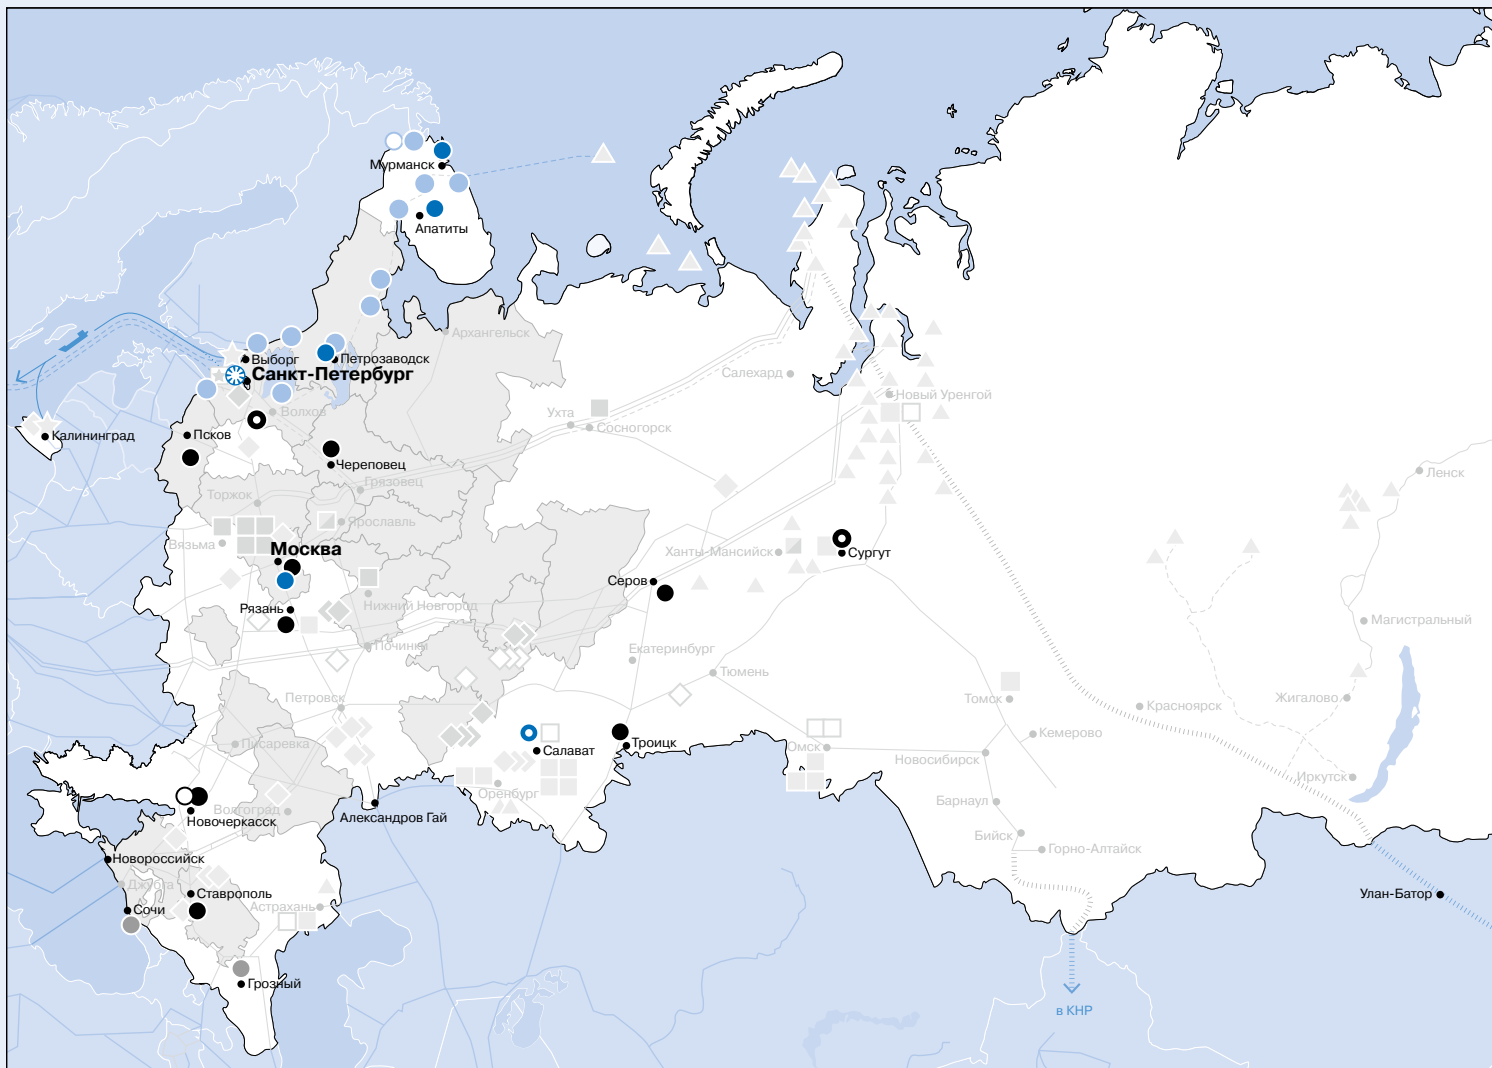 Мурманск
Апатиты
Архангельск
Выборг
Петрозаводск
Санкт-Петербург
Салехард
Новый Уренгой
Волхов
Ухта
Сосногорск
Калининград
Псков
Череповец
Грязовец
Ленск
Торжок
Ярославль
Вязьма
Москва
Ханты-Мансийск
Сургут
Серов
Рязань
Нижний Новгород
Магистральный
Починки
Екатеринбург
Тюмень
Петровск
Томск
Красноярск
Жигалово
Писаревка
Салават
Троицк
Омск
Кемерово
Новосибирск
Иркутск
Оренбург
Волгоград
Новочеркасск
Александров Гай
Барнаул
Бийск
Горно-Алтайск
Новороссийск
Джубга
Ставрополь
Улан-Батор
Сочи
Астрахань
Грозный
в КНР